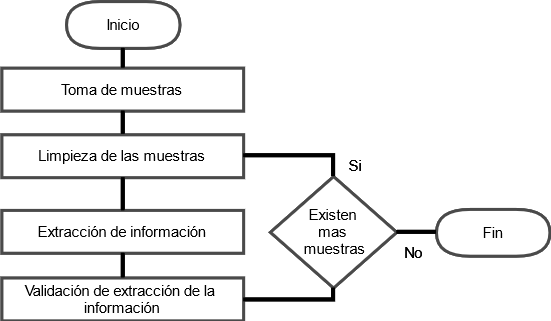 Inicio
Toma de muestras
Limpieza de las muestras
Extracción de información
Validación de extracción de la
información
Si
Existen
mas
muestras
No
Fin